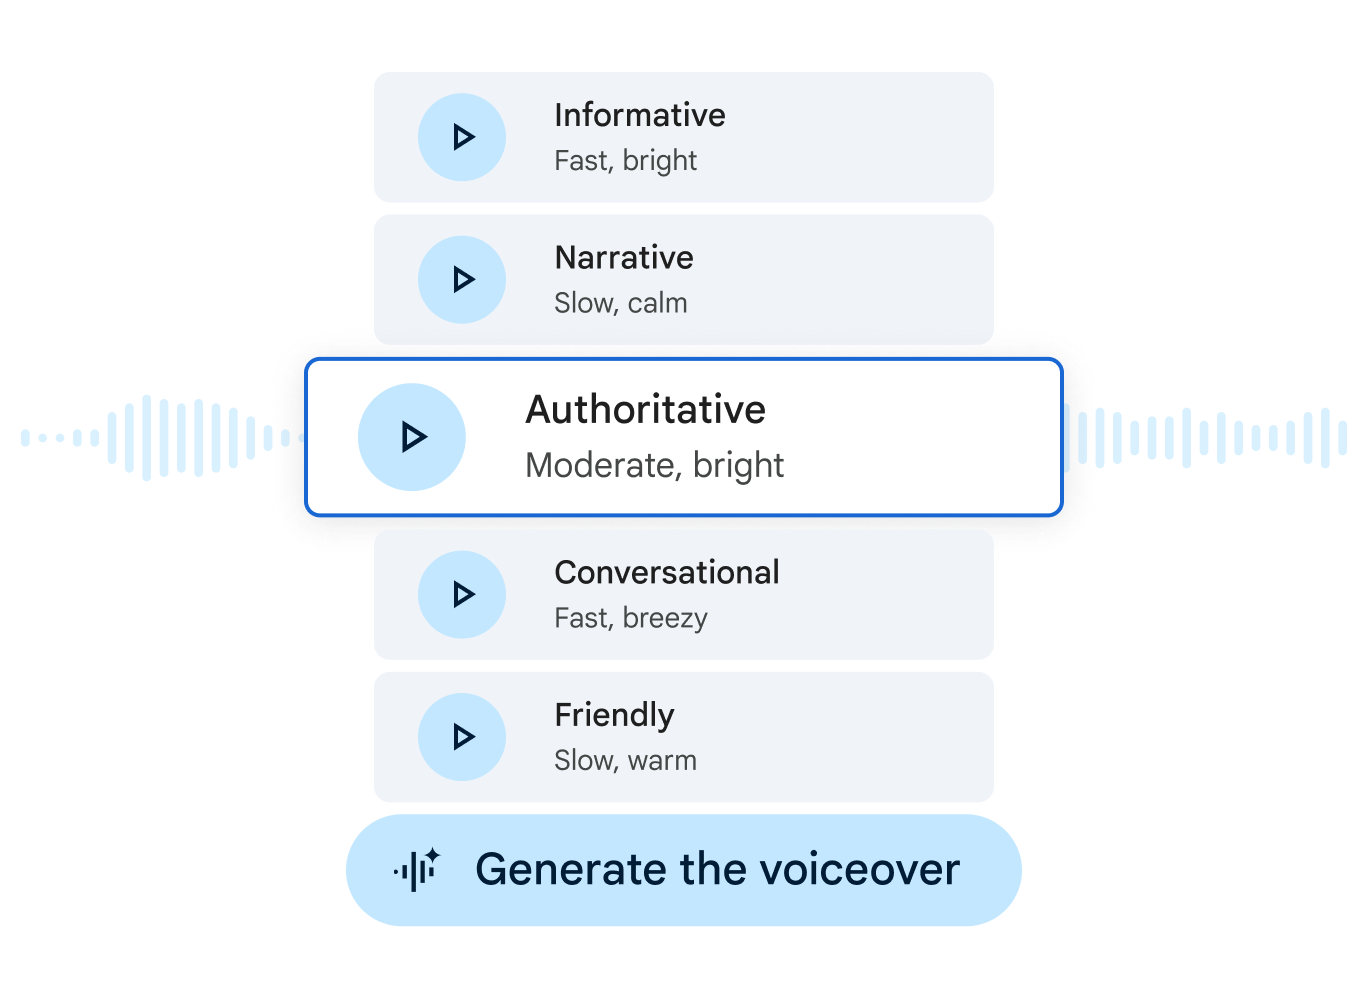 Informative
Fast, bright
Narrative
Slow, calm
Authoritative
Moderate, bright
Conversational
Fast, breezy
Friendly
Slow, warm
Generate the voiceover